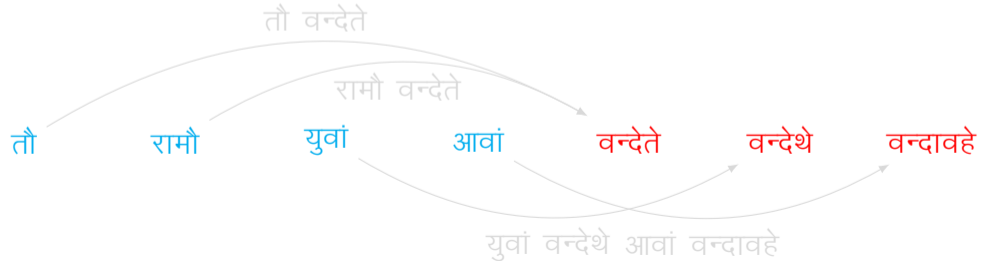 तौ वन्देते
रामौ वन्देते
तौ रामौ युवां आवां वन्देते वन्देथे वन्दावहे
युवां वन्देथे आवां वन्दावहे